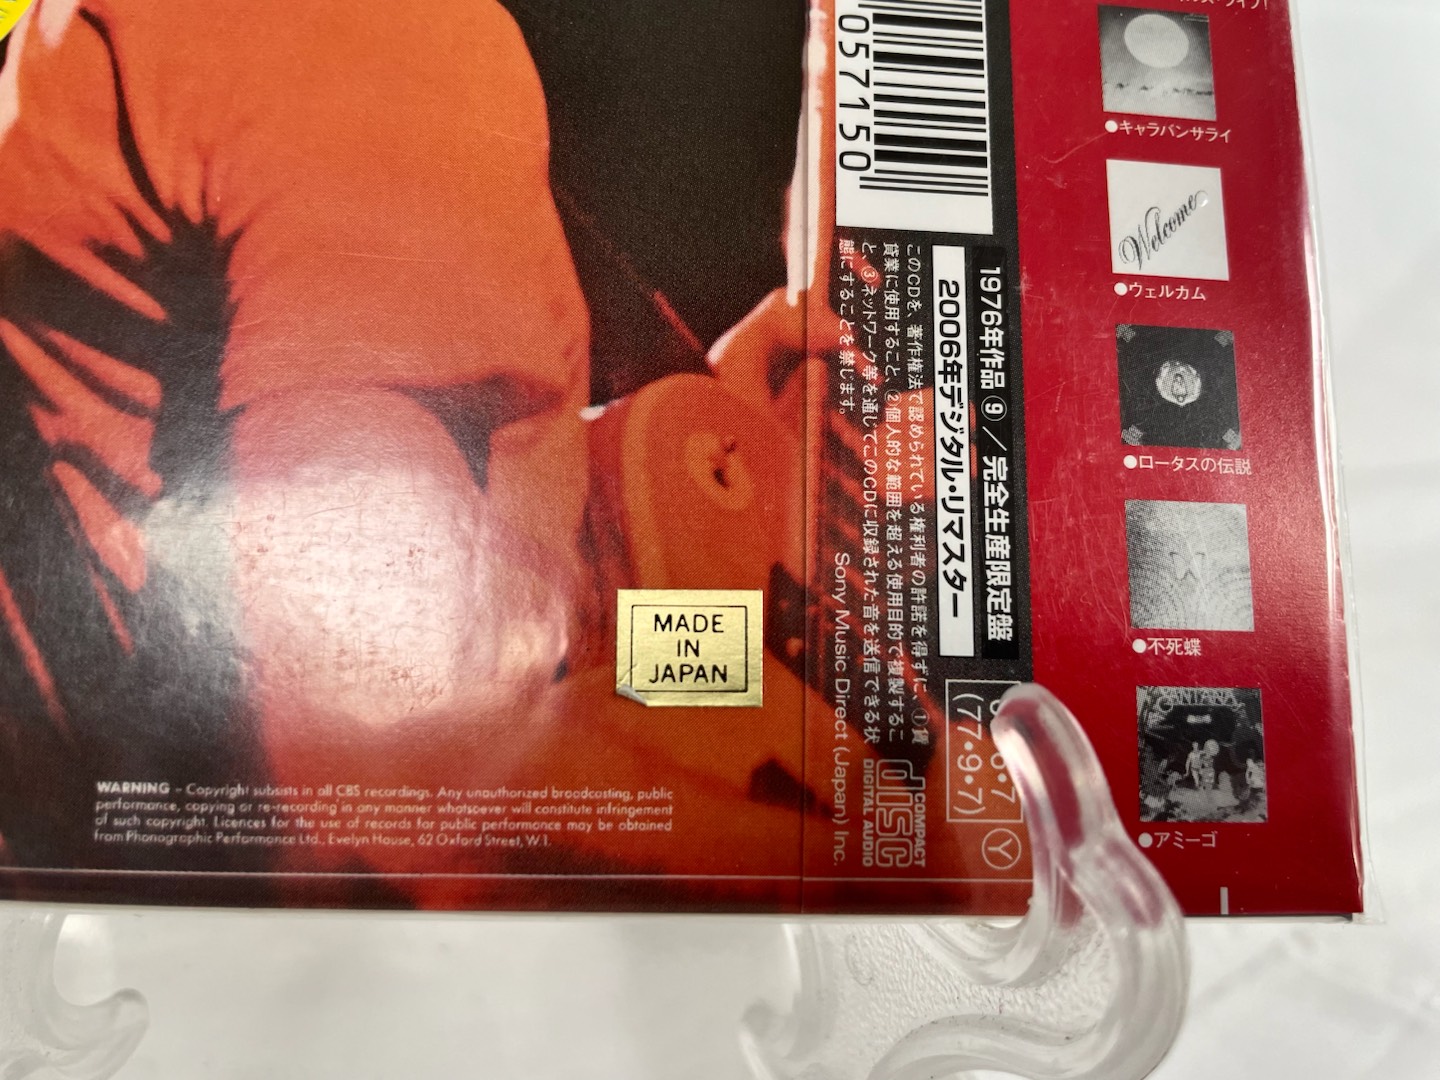 057150
1976年作品 ⑨ ／ 完全生産限定盤
2006年デジタル・リマスター
このCDを、著作権法で認められている権利者の許諾を得ずに、①賃
貸業に使用すること、②個人的な範囲を超える使用目的で複製するこ
と、③ネットワーク等を通じてこのCDに収録された音を送信できる状
態にすることを禁じます。
Sony Music Direct (Japan) Inc.
COMPACT
disc
DIGITAL AUDIO
6・7
(77・9・7)
Y
●キャラバンサライ
Welcome
●ウェルカム
●ロータスの伝説
●不死蝶
SANTANA
●アミーゴ
MADE
IN
JAPAN
WARNING – Copyright subsists in all CBS recordings. Any unauthorized broadcasting, public
performance, copying or re-recording in any manner whatsoever will constitute infringement
of such copyright. Licences for the use of records for public performance may be obtained
from Phonographic Performance Ltd., Evelyn House, 62 Oxford Street, W.1.